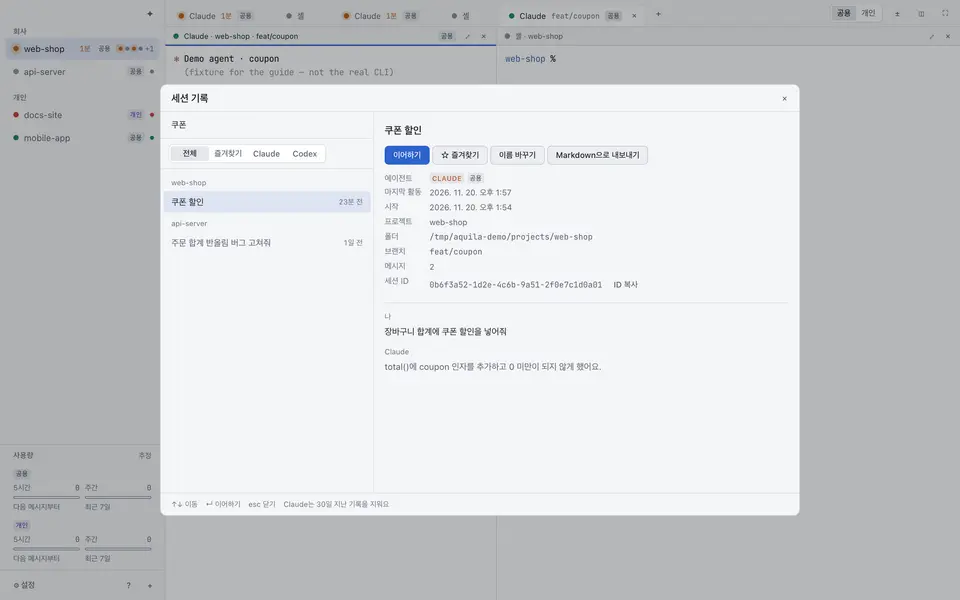 Claude 1분 공용
셸
Claude 1분 공용
셸
Claude feat/coupon 공용 ×
+
공용 개인
회사
web-shop 1분 공용 +1
api-server 공용
개인
docs-site 개인
mobile-app 공용
Claude · web-shop · feat/coupon 공용
셸 · web-shop
✻ Demo agent · coupon
(fixture for the guide — not the real CLI)
web-shop %
세션 기록
×
쿠폰
전체 즐겨찾기 Claude Codex
web-shop
쿠폰 할인 23분 전
api-server
주문 합계 반올림 버그 고쳐줘 1일 전
쿠폰 할인
이어하기 ☆ 즐겨찾기 이름 바꾸기 Markdown으로 내보내기
에이전트 CLAUDE 공용
마지막 활동 2026. 11. 20. 오후 1:57
시작 2026. 11. 20. 오후 1:54
프로젝트 web-shop
폴더 /tmp/aquila-demo/projects/web-shop
브랜치 feat/coupon
메시지 2
세션 ID 0b6f3a52-1d2e-4c6b-9a51-2f0e7c1d0a01 ID 복사
나
장바구니 합계에 쿠폰 할인을 넣어줘
Claude
total()에 coupon 인자를 추가하고 0 미만이 되지 않게 했어요.
↑↓ 이동 ↵ 이어하기 esc 닫기 Claude는 30일 지난 기록을 지워요
사용량 추정
공용
5시간 0 주간 0
다음 메시지부터 최근 7일
개인
5시간 0 주간 0
다음 메시지부터 최근 7일
설정 ? +